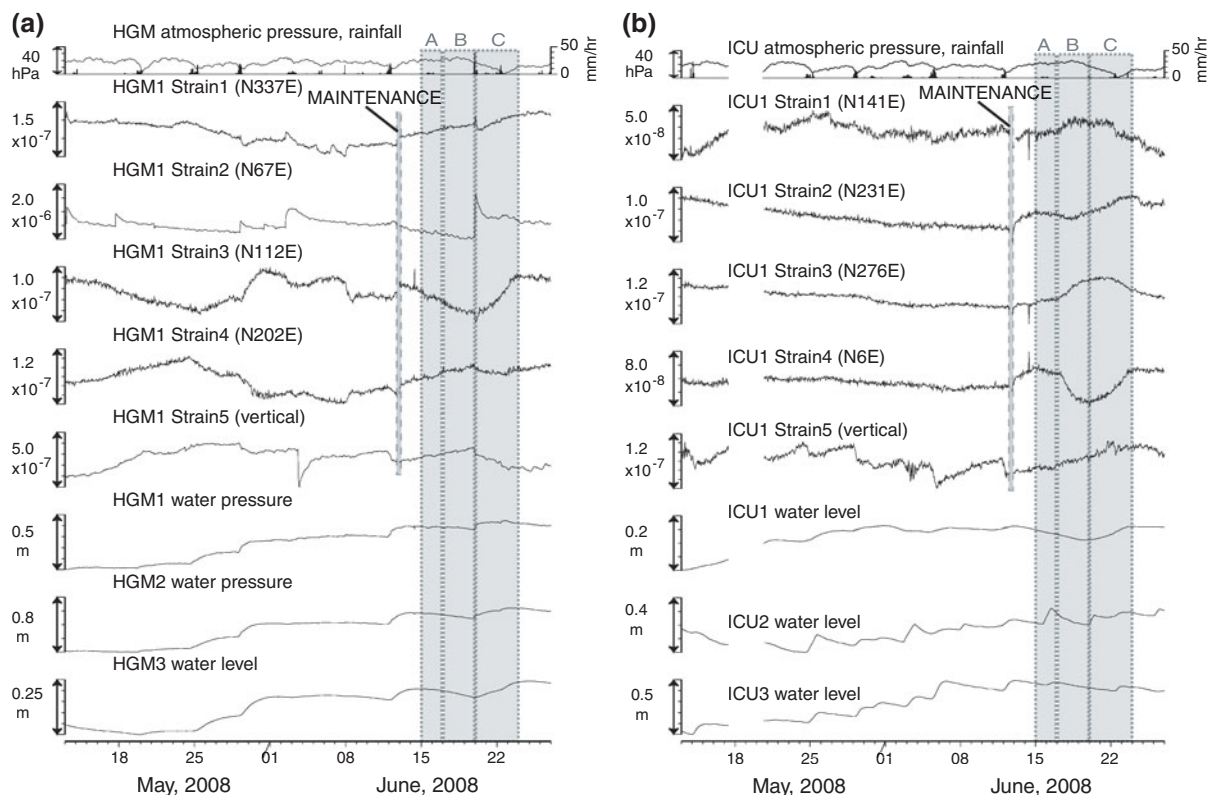 (a)
HGM atmospheric pressure, rainfall
A B C
40
hPa
50
0
mm/hr
HGM1 Strain1 (N337E)
MAINTENANCE
1.5
x10-7
HGM1 Strain2 (N67E)
2.0
x10-6
HGM1 Strain3 (N112E)
1.0
x10-7
HGM1 Strain4 (N202E)
1.2
x10-7
HGM1 Strain5 (vertical)
5.0
x10-7
HGM1 water pressure
0.5
m
HGM2 water pressure
0.8
m
HGM3 water level
0.25
m
18 25 01 08 15 22
May, 2008 June, 2008
(b)
ICU atmospheric pressure, rainfall
A B C
40
hPa
50
0
mm/hr
ICU1 Strain1 (N141E)
MAINTENANCE
5.0
x10-8
ICU1 Strain2 (N231E)
1.0
x10-7
ICU1 Strain3 (N276E)
1.2
x10-7
ICU1 Strain4 (N6E)
8.0
x10-8
ICU1 Strain5 (vertical)
1.2
x10-7
ICU1 water level
0.2
m
ICU2 water level
0.4
m
ICU3 water level
0.5
m
18 25 01 08 15 22
May, 2008 June, 2008